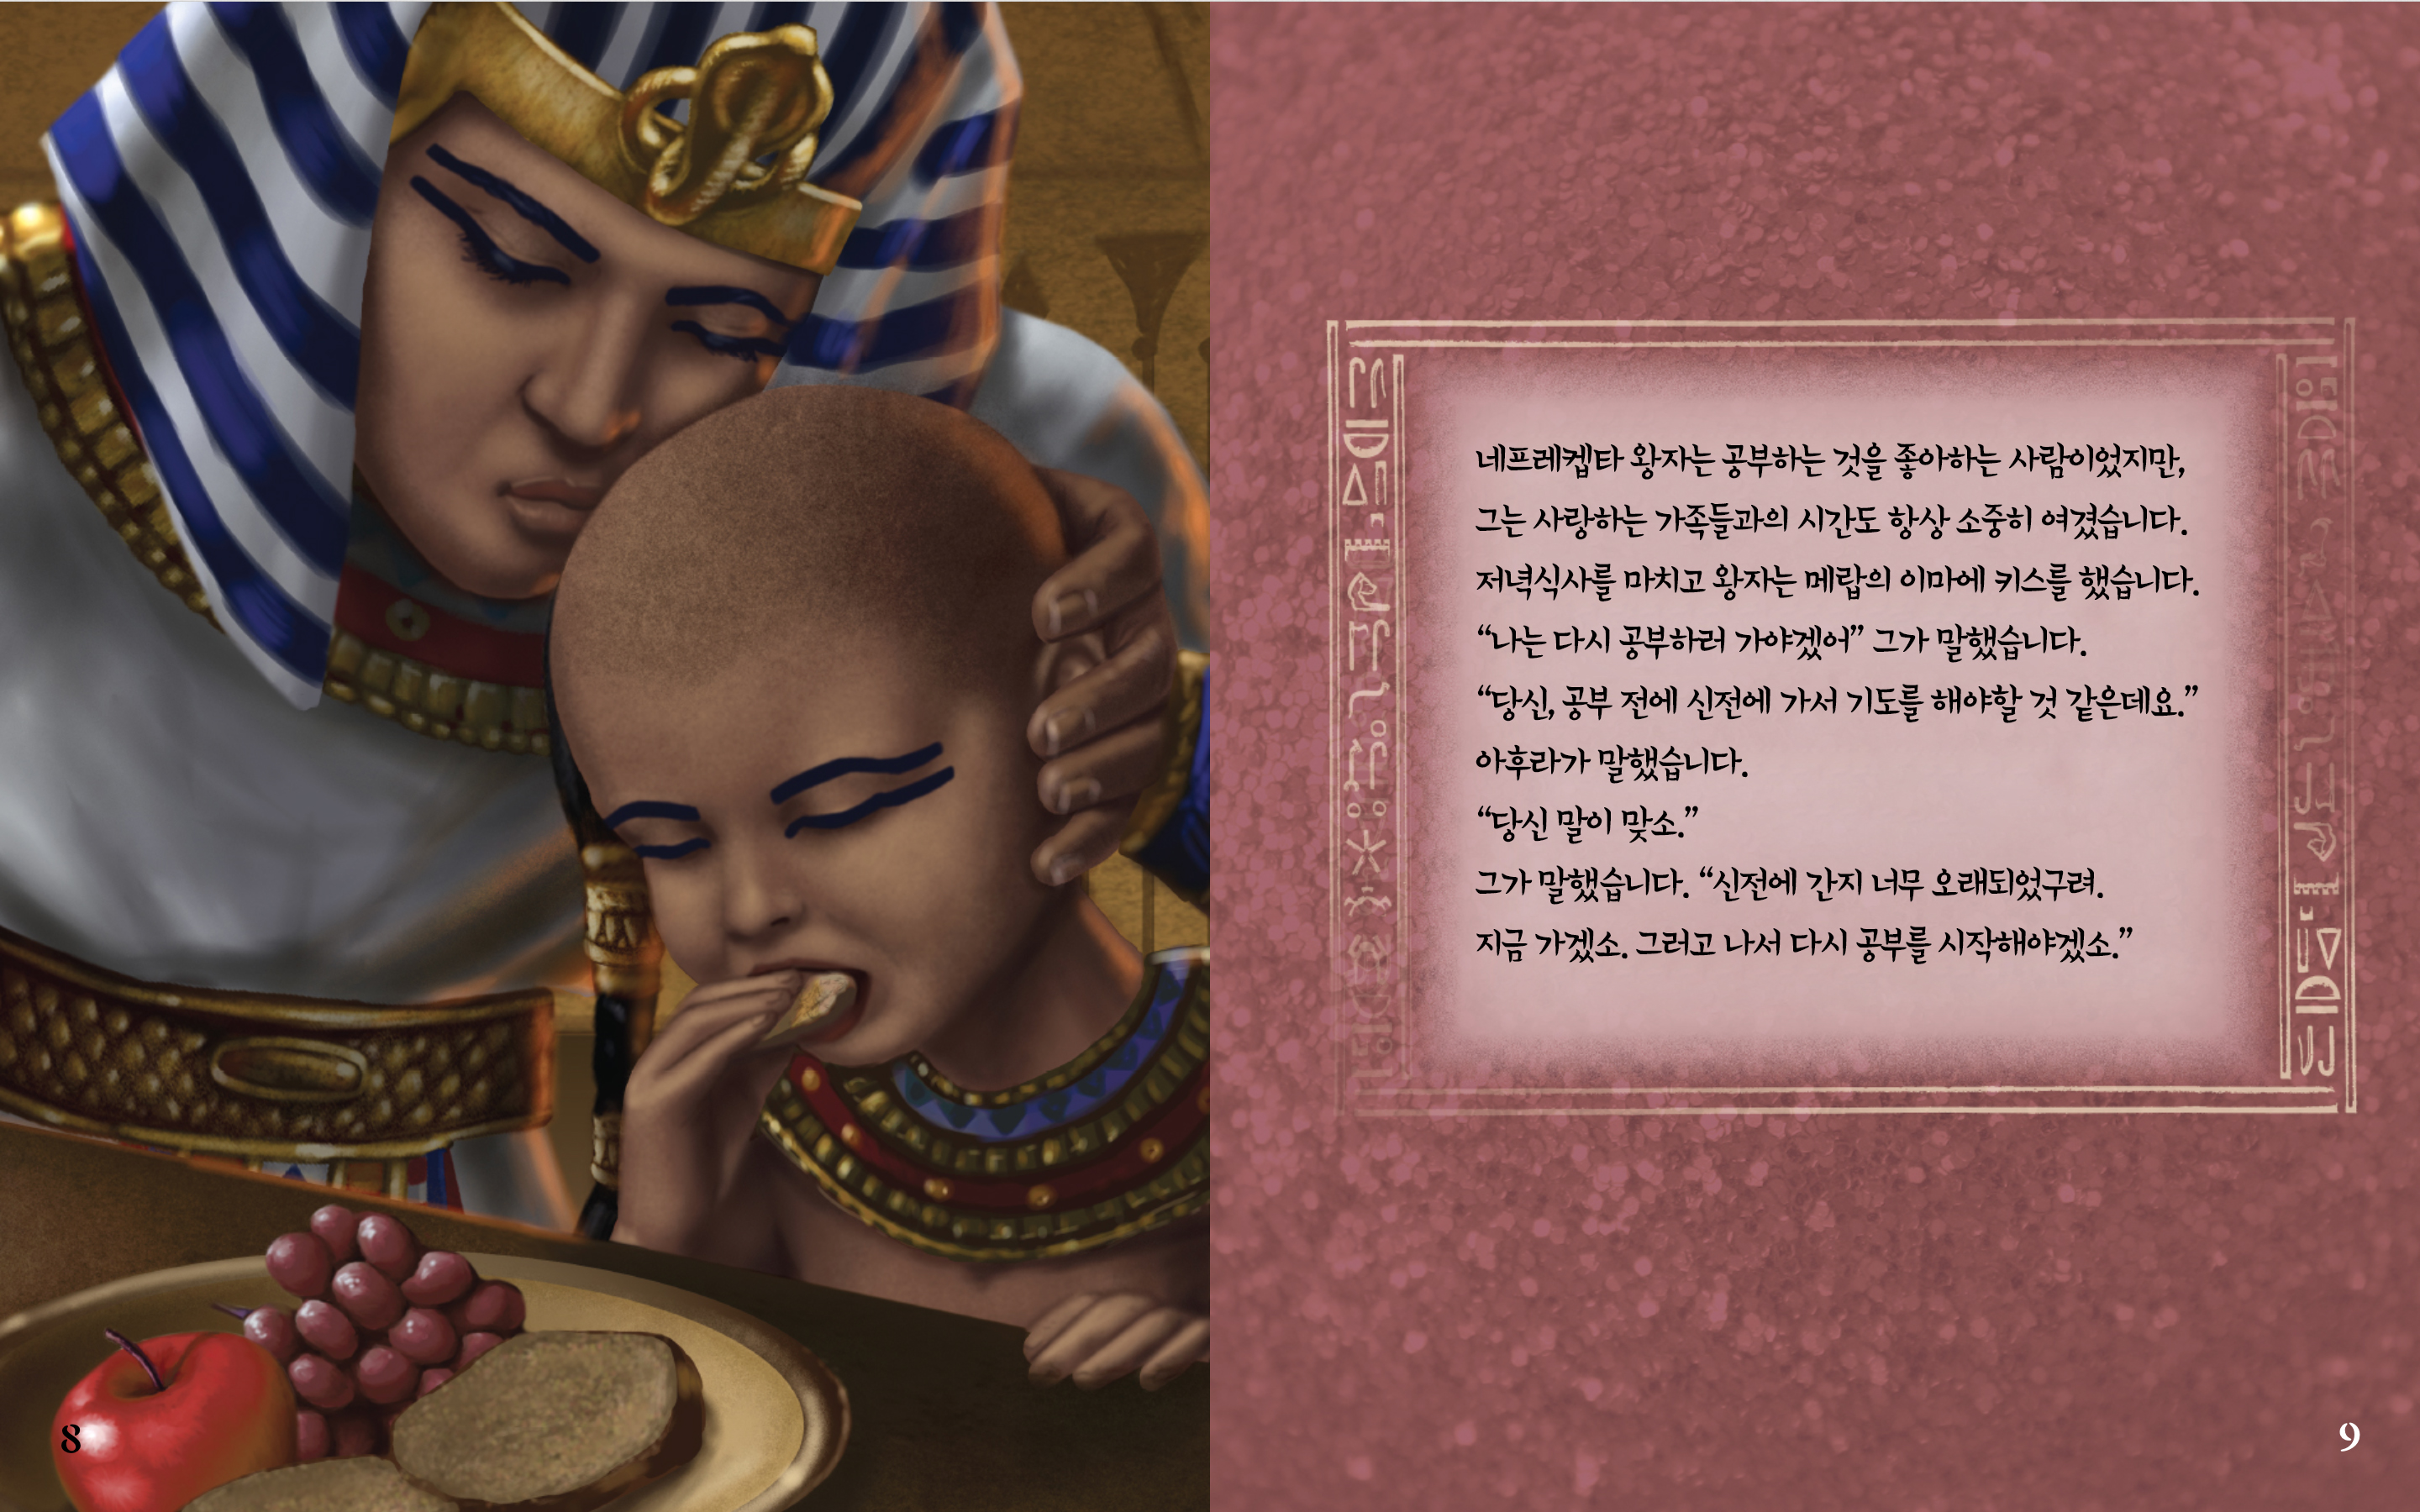 네프레켑타 왕자는 공부하는 것을 좋아하는 사람이었지만,
그는 사랑하는 가족들과의 시간도 항상 소중히 여겼습니다.
저녁식사를 마치고 왕자는 메랍의 이마에 키스를 했습니다.
“나는 다시 공부하러 가야겠어” 그가 말했습니다.
“당신, 공부 전에 신전에 가서 기도를 해야할 것 같은데요.”
아후라가 말했습니다.
“당신 말이 맞소.”
그가 말했습니다. “신전에 간지 너무 오래되었구려.
지금 가겠소. 그러고 나서 다시 공부를 시작해야겠소.”
8
9